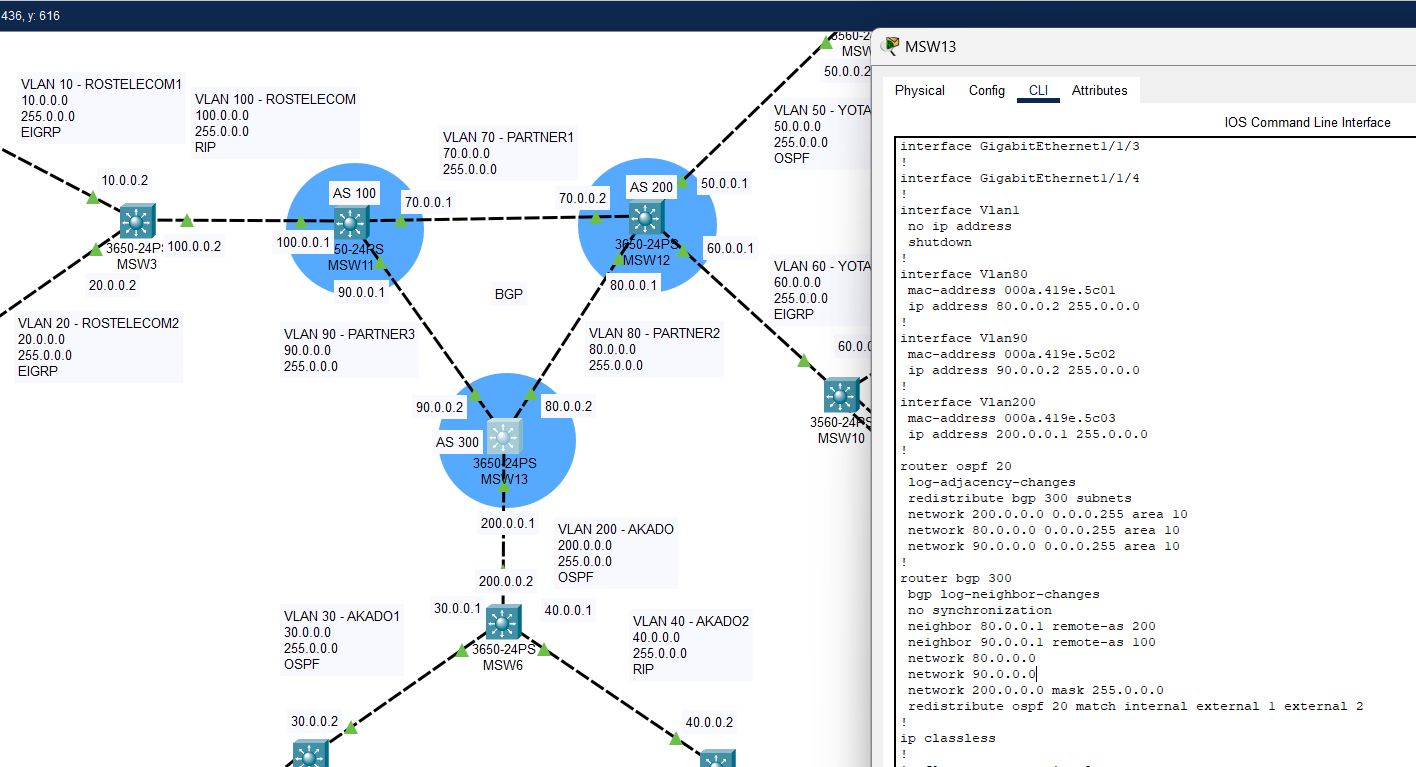 436, y: 616
VLAN 10 - ROSTELECOM1
10.0.0.0
255.0.0.0
EIGRP
VLAN 100 - ROSTELECOM
100.0.0.0
255.0.0.0
RIP
VLAN 70 - PARTNER1
70.0.0.0
255.0.0.0
3560-24
MSW
50.0.0.2
VLAN 50 - YOTA
50.0.0.0
255.0.0.0
OSPF
10.0.0.2
AS 100
70.0.0.1
70.0.0.2
AS 200
50.0.0.1
3650-24PS
MSW3
100.0.0.2
100.0.0.1
50-24PS
MSW11
3650-24PS
MSW12
60.0.0.1
20.0.0.2
90.0.0.1
BGP
80.0.0.1
VLAN 60 - YOTA
60.0.0.0
255.0.0.0
EIGRP
VLAN 20 - ROSTELECOM2
20.0.0.0
255.0.0.0
EIGRP
VLAN 90 - PARTNER3
90.0.0.0
255.0.0.0
VLAN 80 - PARTNER2
80.0.0.0
255.0.0.0
60.0.0
90.0.0.2
80.0.0.2
3560-24PS
MSW10
AS 300
3650-24PS
MSW13
200.0.0.1
VLAN 200 - AKADO
200.0.0.0
255.0.0.0
OSPF
200.0.0.2
30.0.0.1
40.0.0.1
VLAN 30 - AKADO1
30.0.0.0
255.0.0.0
OSPF
VLAN 40 - AKADO2
40.0.0.0
255.0.0.0
RIP
3650-24PS
MSW6
30.0.0.2
40.0.0.2
MSW13
Physical Config CLI Attributes
IOS Command Line Interface
interface GigabitEthernet1/1/3
!
interface GigabitEthernet1/1/4
!
interface Vlan1
no ip address
shutdown
!
interface Vlan80
mac-address 000a.419e.5c01
ip address 80.0.0.2 255.0.0.0
!
interface Vlan90
mac-address 000a.419e.5c02
ip address 90.0.0.2 255.0.0.0
!
interface Vlan200
mac-address 000a.419e.5c03
ip address 200.0.0.1 255.0.0.0
!
router ospf 20
log-adjacency-changes
redistribute bgp 300 subnets
network 200.0.0.0 0.0.0.255 area 10
network 80.0.0.0 0.0.0.255 area 10
network 90.0.0.0 0.0.0.255 area 10
!
router bgp 300
bgp log-neighbor-changes
no synchronization
neighbor 80.0.0.1 remote-as 200
neighbor 90.0.0.1 remote-as 100
network 80.0.0.0
network 90.0.0.0
network 200.0.0.0 mask 255.0.0.0
redistribute ospf 20 match internal external 1 external 2
!
ip classless
!